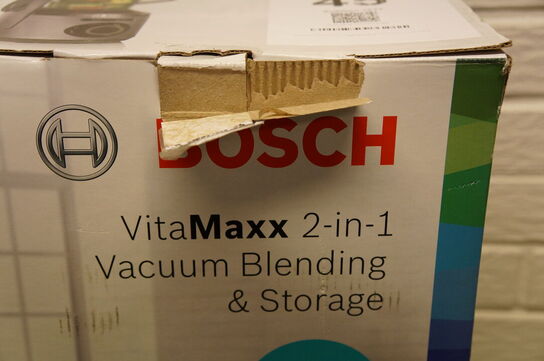 BOSCH
VitaMaxx 2-in-1
Vacuum Blending
& Storage